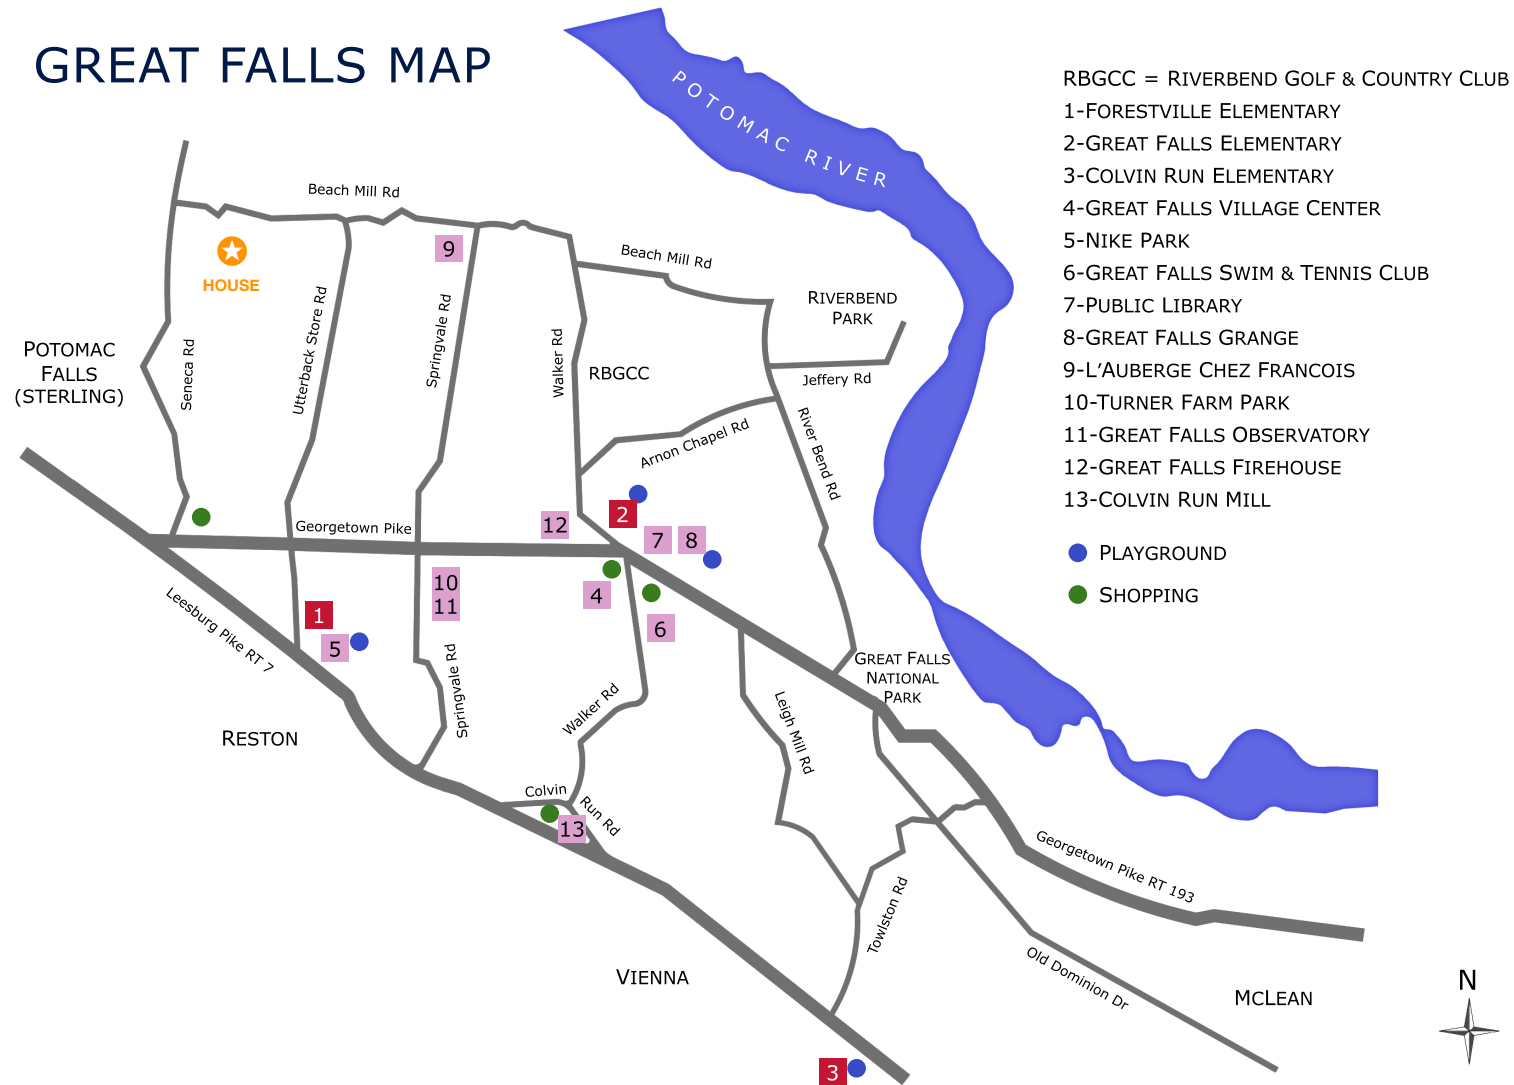 GREAT FALLS MAP
POTOMAC RIVER
RBGCC = RIVERBEND GOLF & COUNTRY CLUB
1-FORESTVILLE ELEMENTARY
2-GREAT FALLS ELEMENTARY
3-COLVIN RUN ELEMENTARY
4-GREAT FALLS VILLAGE CENTER
5-NIKE PARK
6-GREAT FALLS SWIM & TENNIS CLUB
7-PUBLIC LIBRARY
8-GREAT FALLS GRANGE
9-L'AUBERGE CHEZ FRANCOIS
10-TURNER FARM PARK
11-GREAT FALLS OBSERVATORY
12-GREAT FALLS FIREHOUSE
13-COLVIN RUN MILL
PLAYGROUND
SHOPPING
Beach Mill Rd
9
HOUSE
Beach Mill Rd
RIVERBEND
PARK
POTOMAC
FALLS
(STERLING)
Seneca Rd
Utterback Store Rd
Springvale Rd
Walker Rd
RBGCC
Jeffery Rd
Arnon Chapel Rd
River Bend Rd
Georgetown Pike
12
2
7
8
10
11
4
6
1
5
Leesburg Pike RT 7
Springvale Rd
Walker Rd
Leigh Mill Rd
GREAT FALLS
NATIONAL
PARK
RESTON
Colvin
Run Rd
13
Georgetown Pike RT 193
Towlston Rd
Old Dominion Dr
VIENNA
MCLEAN
N
3